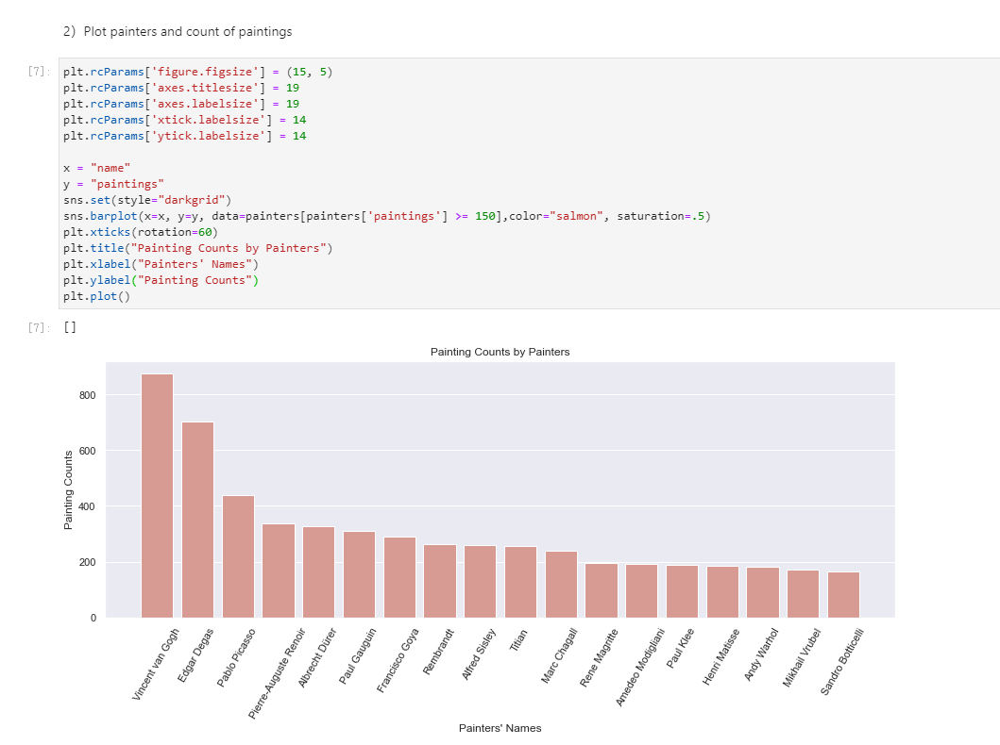 2) Plot painters and count of paintings
[7]:
plt.rcParams['figure.figsize'] = (15, 5)
plt.rcParams['axes.titlesize'] = 19
plt.rcParams['axes.labelsize'] = 19
plt.rcParams['xtick.labelsize'] = 14
plt.rcParams['ytick.labelsize'] = 14
x = "name"
y = "paintings"
sns.set(style="darkgrid")
sns.barplot(x=x, y=y, data=painters[painters['paintings'] >= 150],color="salmon", saturation=.5)
plt.xticks(rotation=60)
plt.title("Painting Counts by Painters")
plt.xlabel("Painters' Names")
plt.ylabel("Painting Counts")
plt.plot()
[7]: []
Painting Counts by Painters
Painting Counts
800
600
400
200
0
Vincent van Gogh
Edgar Degas
Pablo Picasso
Pierre-Auguste Renoir
Albrecht Dürer
Paul Gauguin
Francisco Goya
Rembrandt
Alfred Sisley
Titian
Marc Chagall
Rene Magritte
Amedeo Modigliani
Paul Klee
Henri Matisse
Andy Warhol
Mikhail Vrubel
Sandro Botticelli
Painters' Names